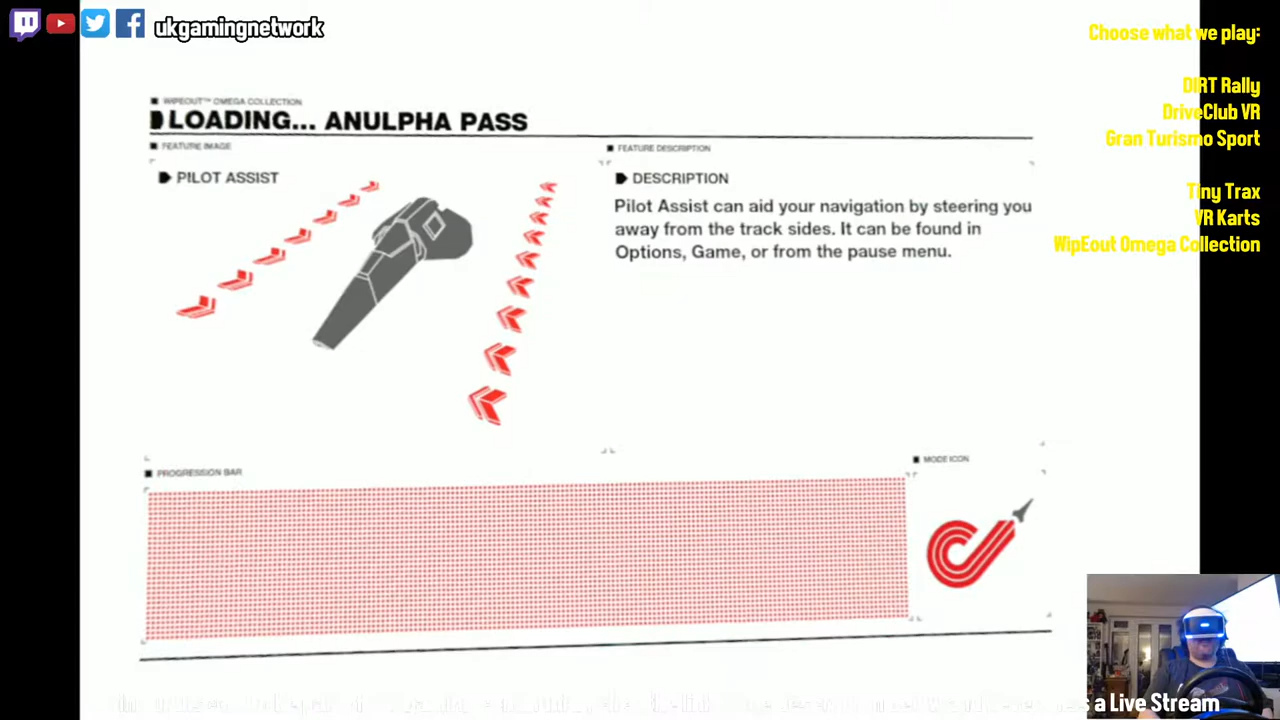 ukgamingnetwork
Choose what we play:
DIRT Rally
DriveClub VR
Gran Turismo Sport
Tiny Trax
VR Karts
WipEout Omega Collection
WIPEOUT™ OMEGA COLLECTION
LOADING... ANULPHA PASS
FEATURE IMAGE
FEATURE DESCRIPTION
PILOT ASSIST
DESCRIPTION
Pilot Assist can aid your navigation by steering you
away from the track sides. It can be found in
Options, Game, or from the pause menu.
PROGRESSION BAR
MODE ICON
a Live Stream